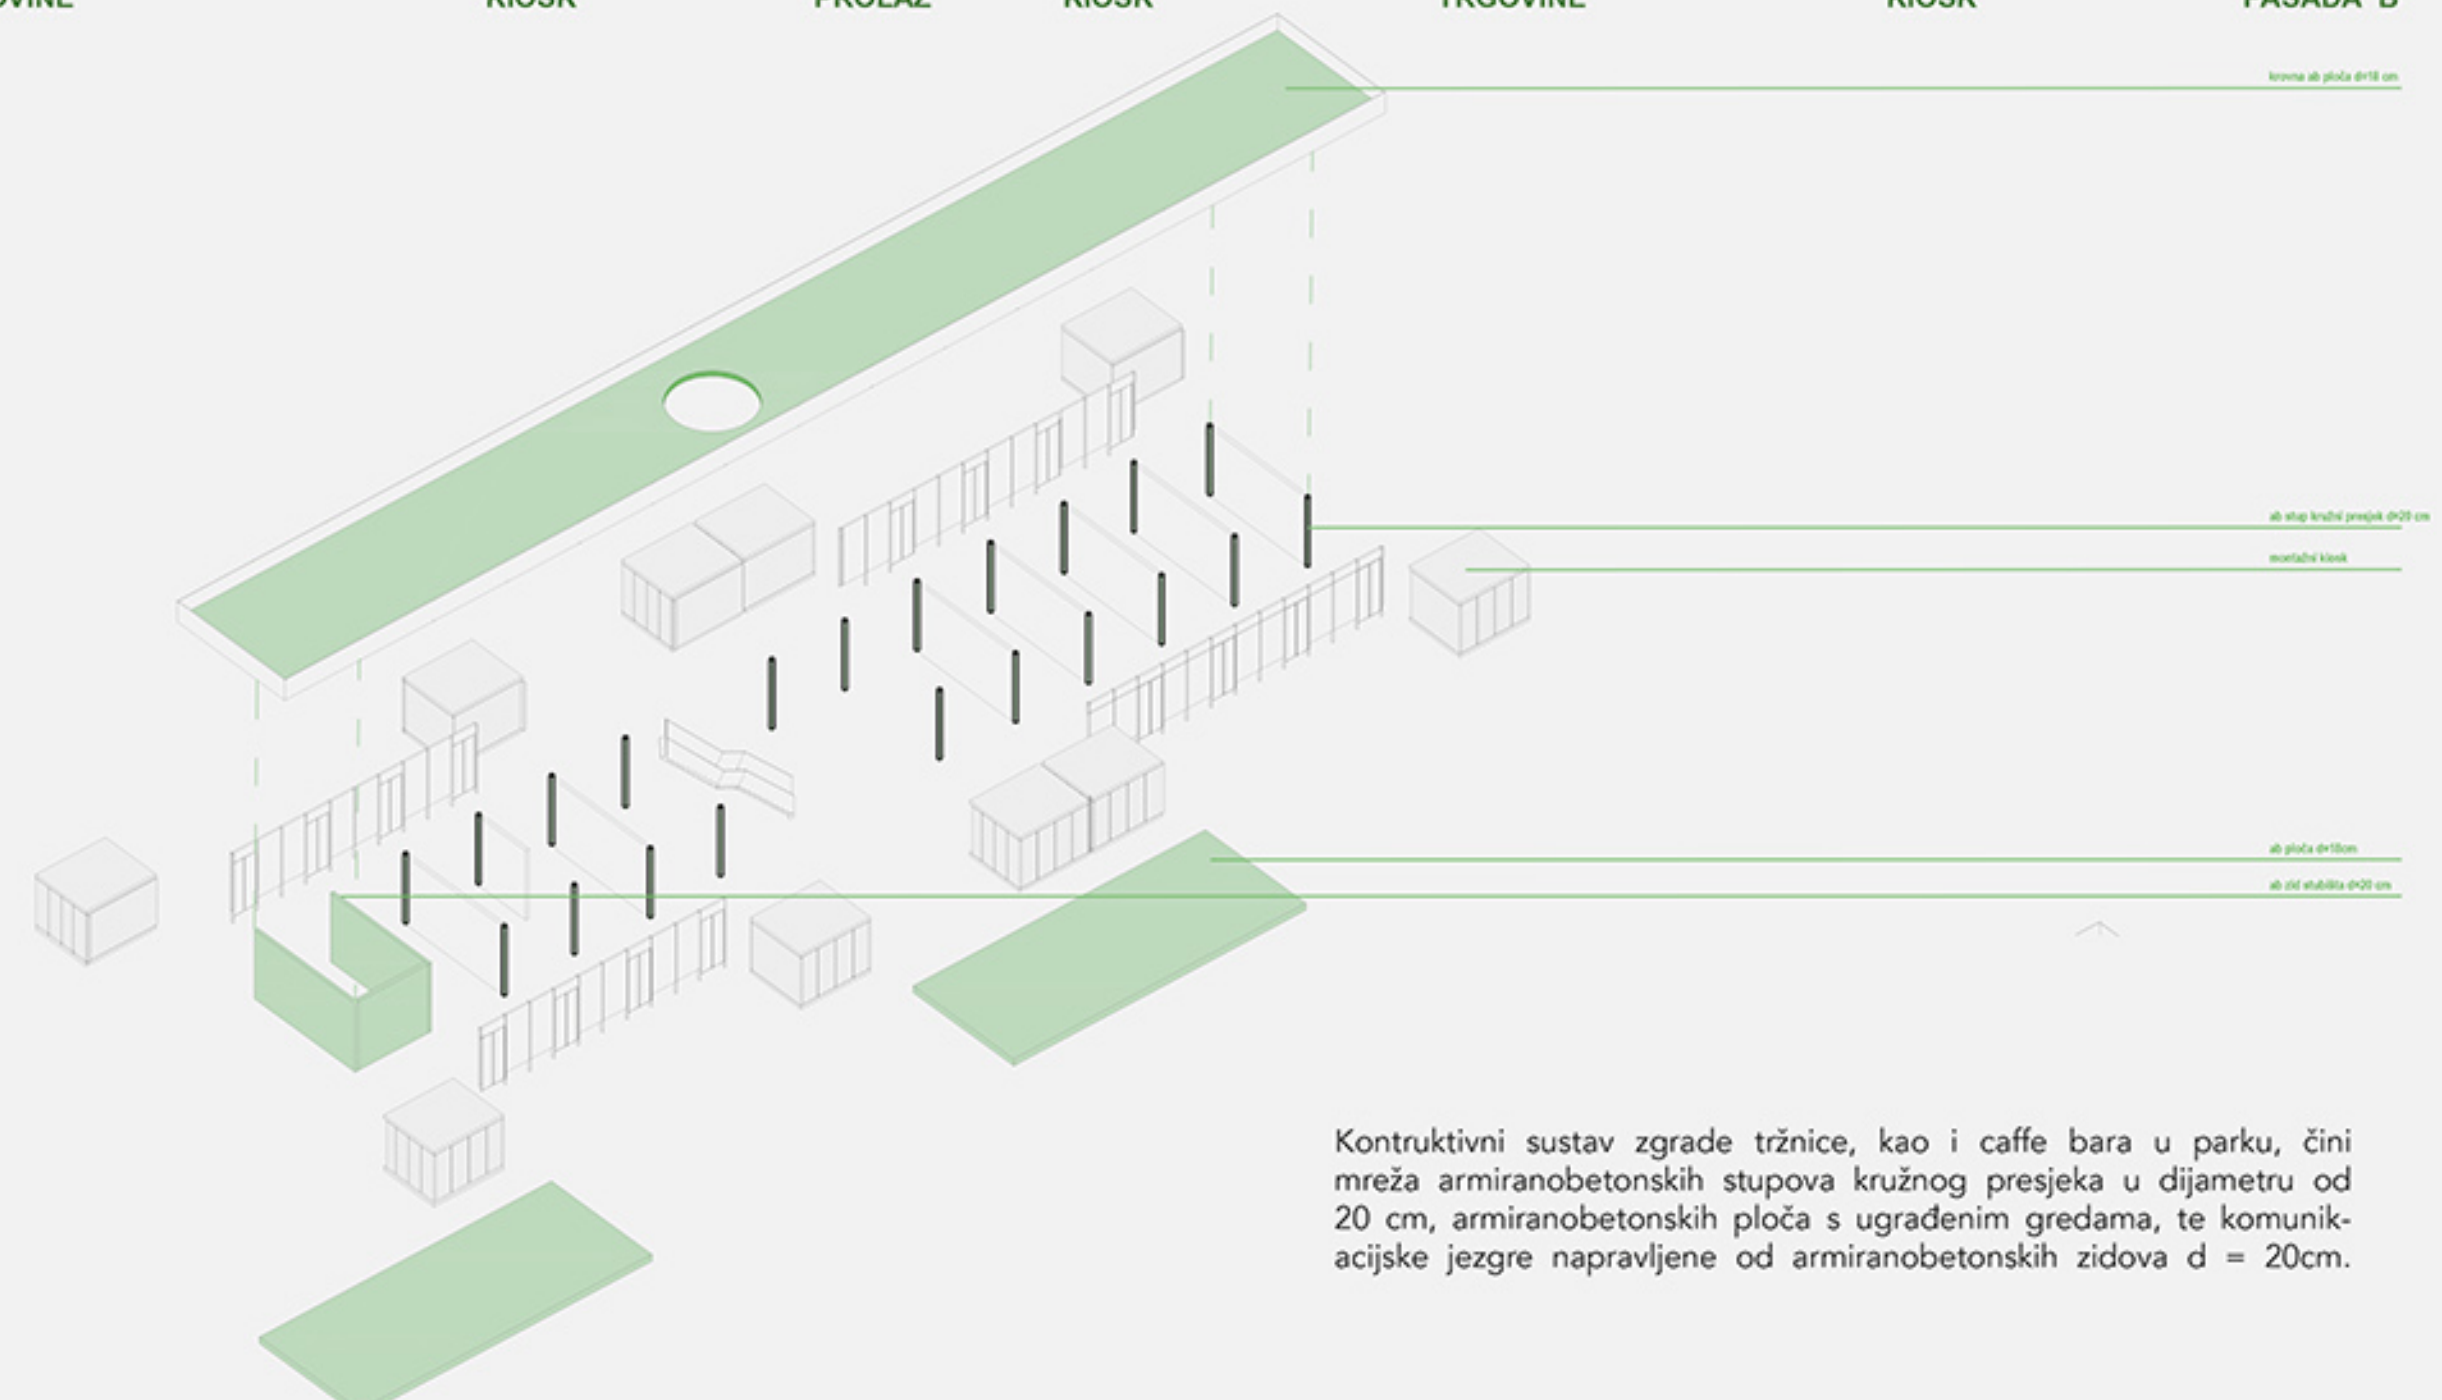 KIOSK PROLAZ KIOSK TRGOVINE KIOSK FASADA B
krovna ab ploča d=18 cm
ab stup kružni presjek d=20 cm
montažni kiosk
ab ploča d=18cm
ab zid stubišta d=20 cm
Kontruktivni sustav zgrade tržnice, kao i caffe bara u parku, čini
mreža armiranobetonskih stupova kružnog presjeka u dijametru od
20 cm, armiranobetonskih ploča s ugrađenim gredama, te komunik-
acijske jezgre napravljene od armiranobetonskih zidova d = 20cm.